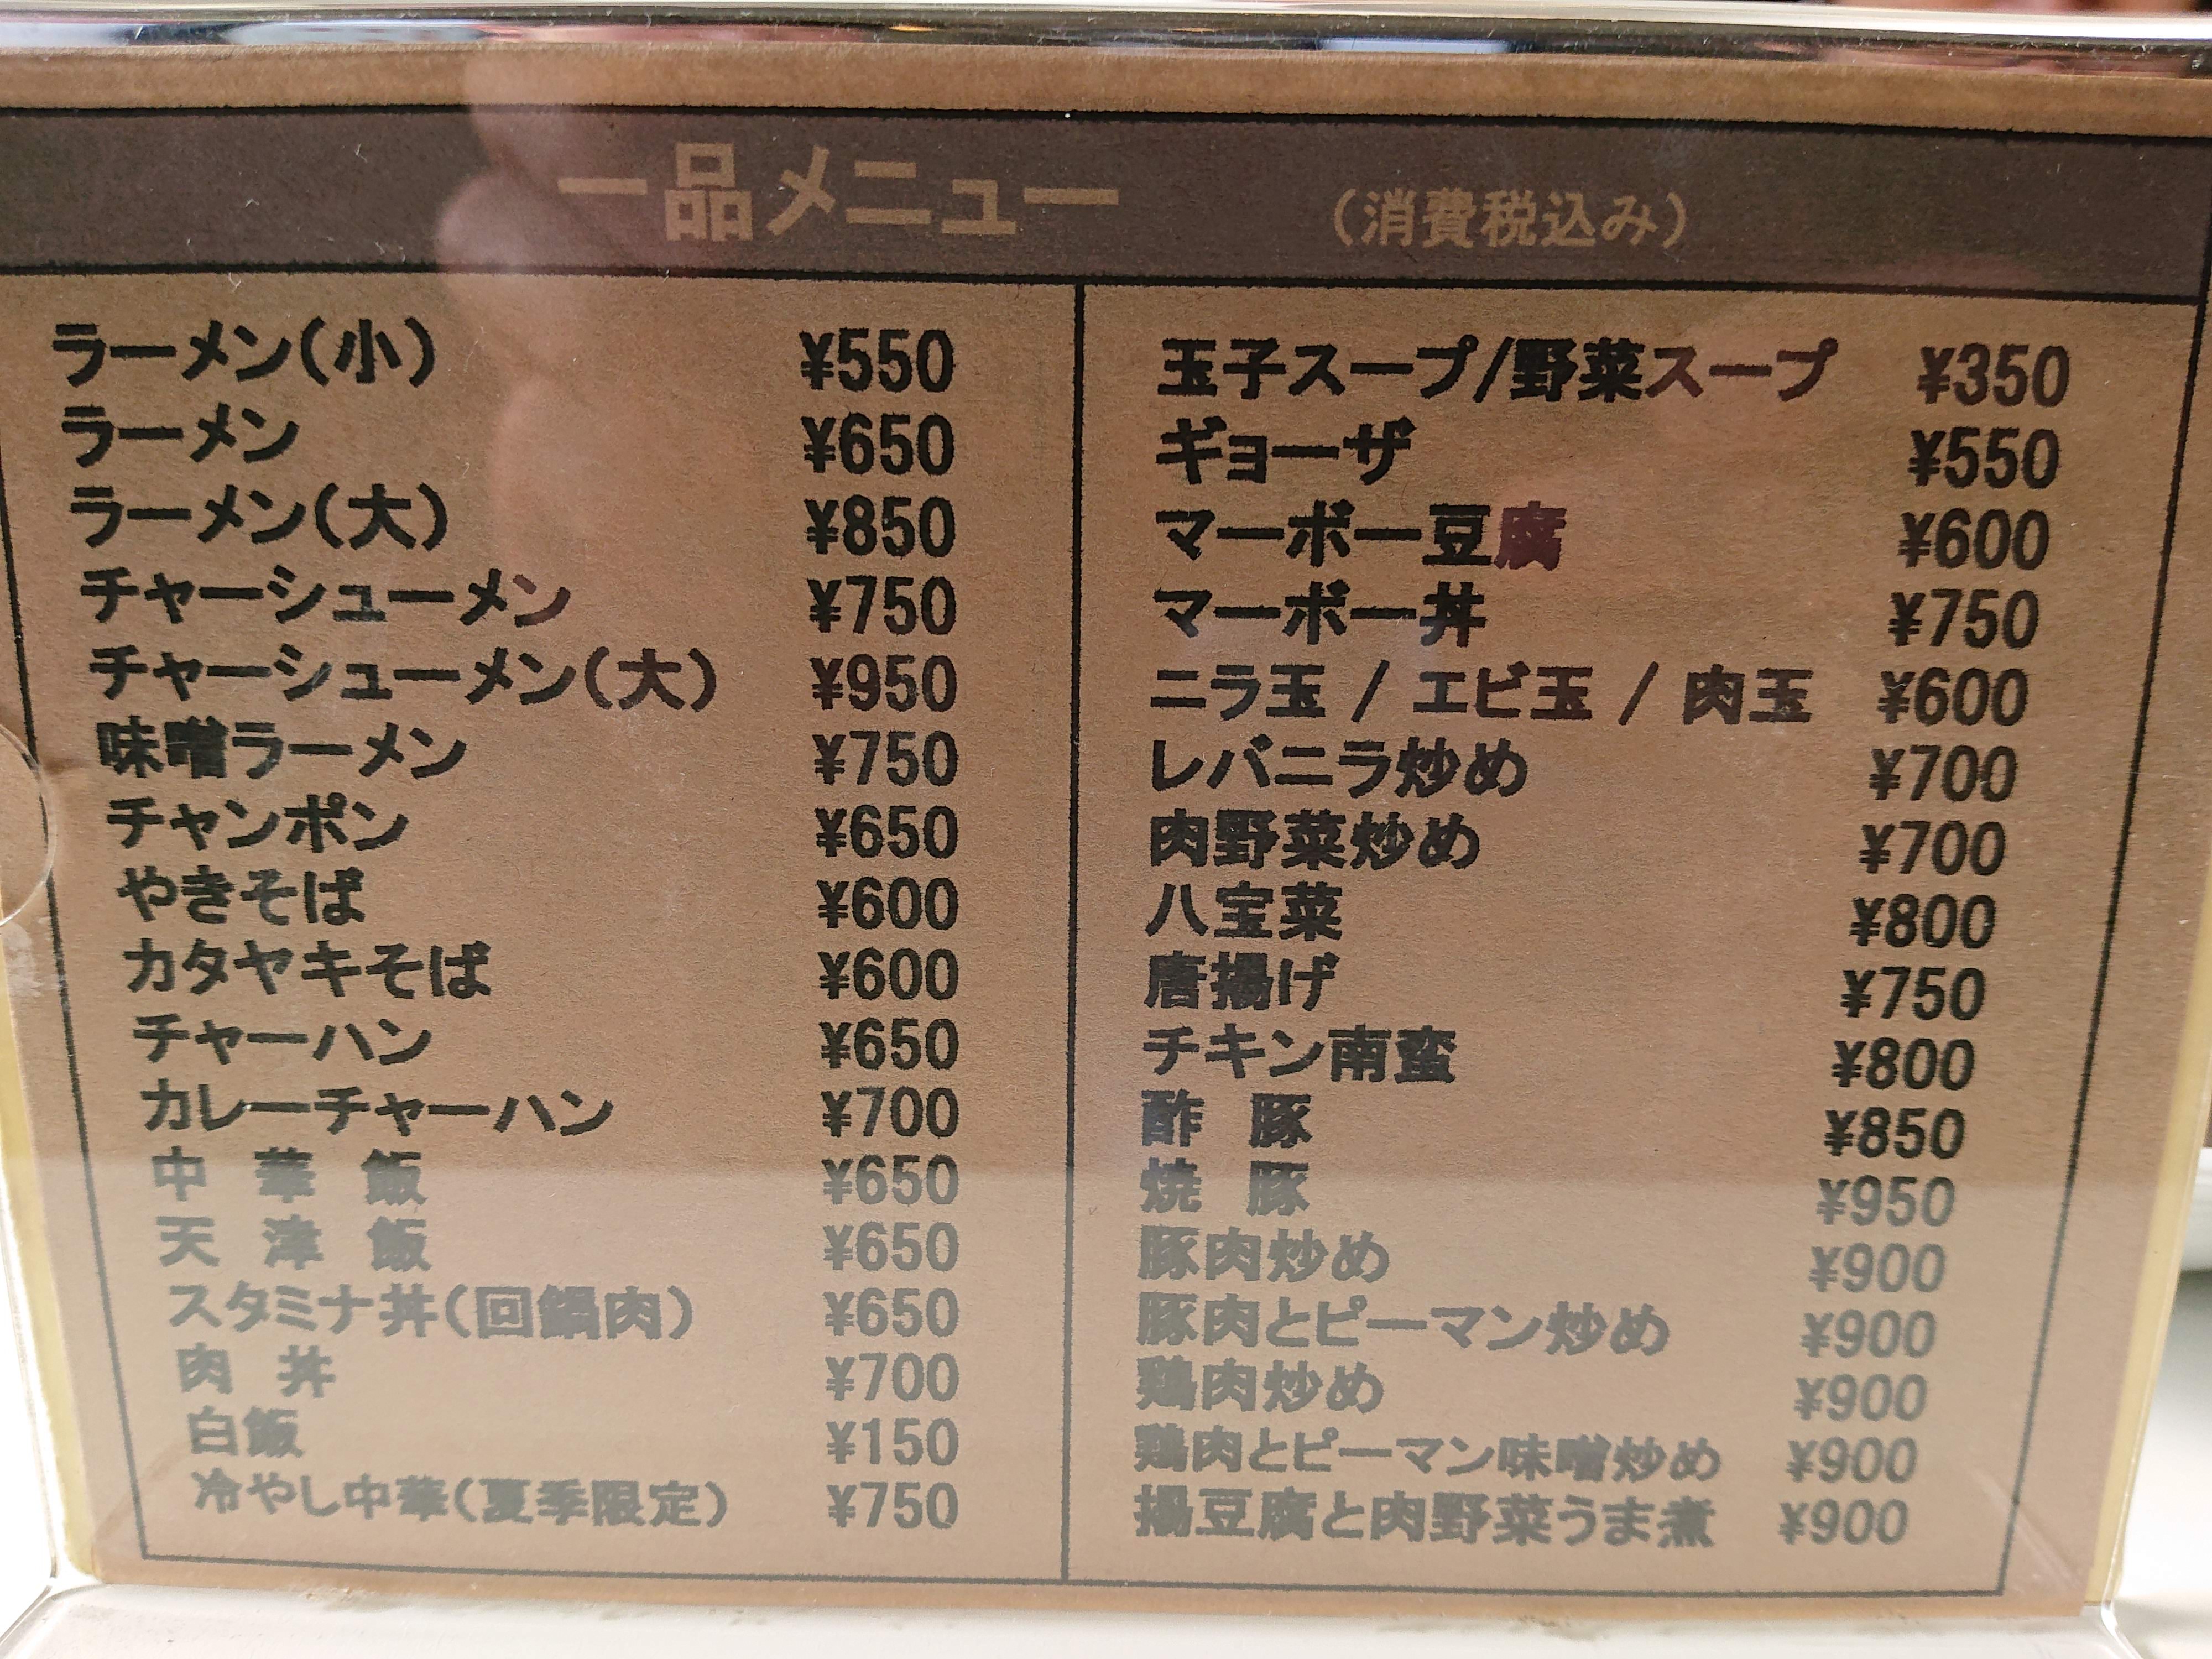 一品メニュー （消費税込み）
ラーメン（小） ¥550
ラーメン ¥650
ラーメン（大） ¥850
チャーシューメン ¥750
チャーシューメン（大） ¥950
味噌ラーメン ¥750
チャンポン ¥650
やきそば ¥600
カタヤキそば ¥600
チャーハン ¥650
カレーチャーハン ¥700
中　華　飯 ¥650
天　津　飯 ¥650
スタミナ丼（回鍋肉） ¥650
肉　丼 ¥700
白飯 ¥150
冷やし中華（夏季限定） ¥750
玉子スープ/野菜スープ ¥350
ギョーザ ¥550
マーボー豆腐 ¥600
マーボー丼 ¥750
ニラ玉 / エビ玉 / 肉玉 ¥600
レバニラ炒め ¥700
肉野菜炒め ¥700
八宝菜 ¥800
唐揚げ ¥750
チキン南蛮 ¥800
酢　豚 ¥850
焼　豚 ¥950
豚肉炒め ¥900
豚肉とピーマン炒め ¥900
鶏肉炒め ¥900
鶏肉とピーマン味噌炒め ¥900
揚豆腐と肉野菜うま煮 ¥900